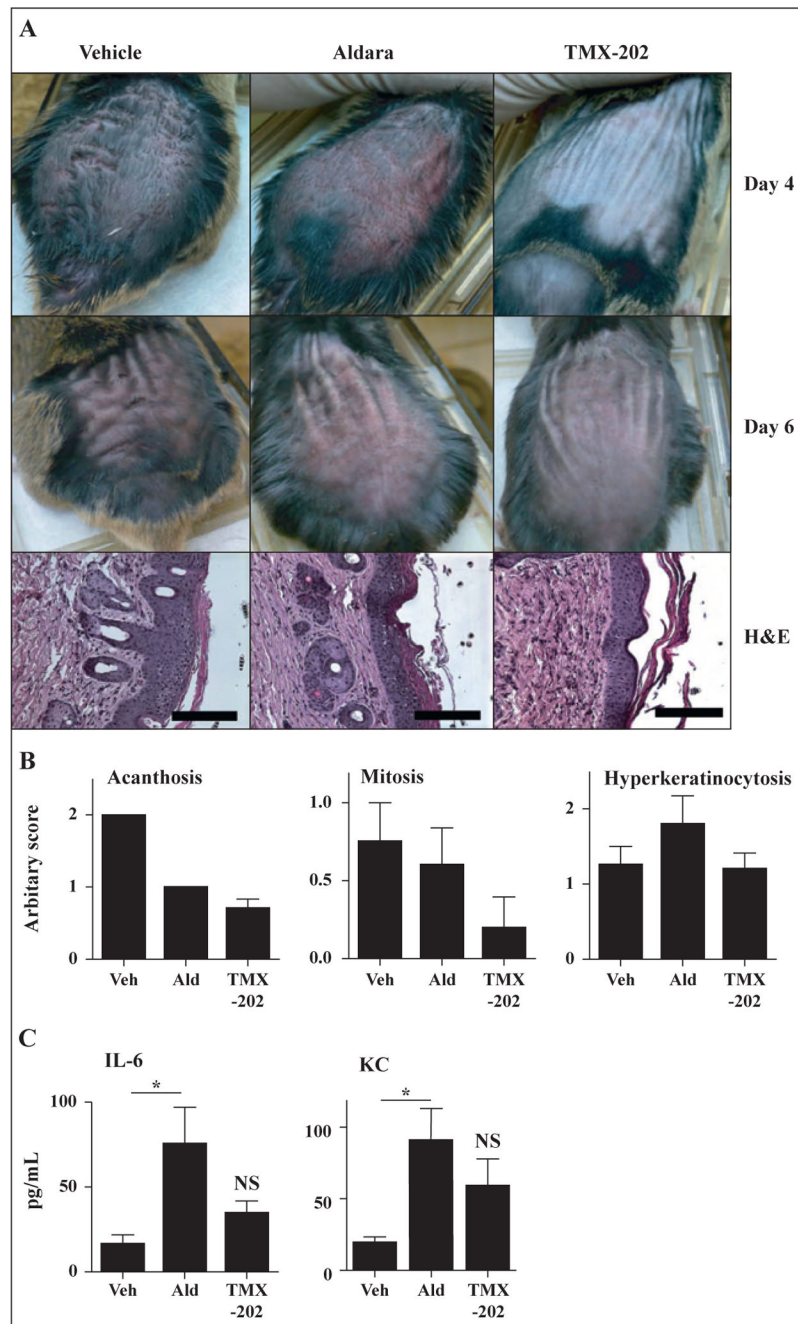 A
Vehicle Aldara TMX-202
Day 4
Day 6
H&E
B
Acanthosis Mitosis Hyperkeratinocytosis
Arbitary score
2
1
0
Veh Ald TMX
-202
1.0
0.5
0.0
Veh Ald TMX
-202
2
1
0
Veh Ald TMX
-202
C
IL-6
*
pg/mL
100
50
0
NS
Veh Ald TMX
-202
KC
*
100
50
0
NS
Veh Ald TMX
-202